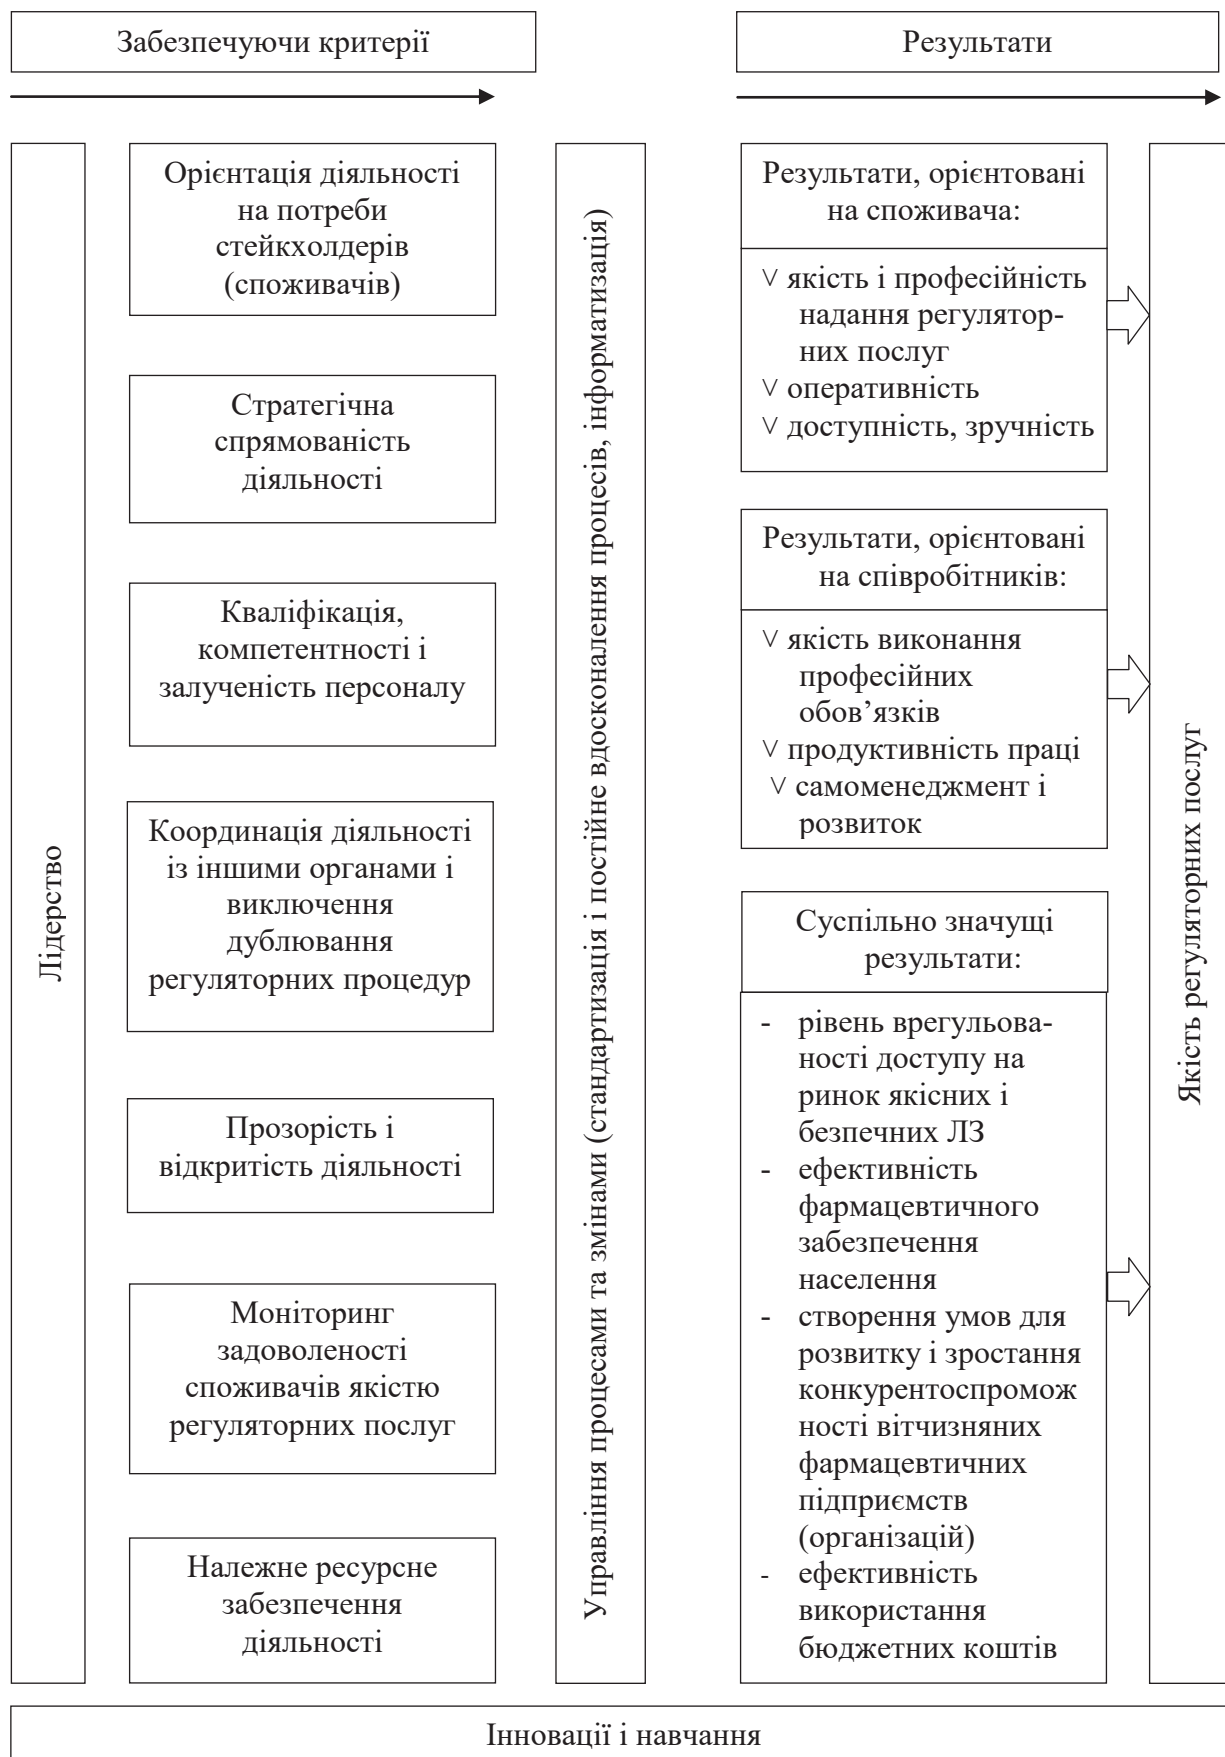 Забезпечуючи критерії
Результати
Лідерство
Орієнтація діяльності
на потреби
стейкхолдерів
(споживачів)
Стратегічна
спрямованість
діяльності
Кваліфікація,
компетентності і
залученість персоналу
Координація діяльності
із іншими органами і
виключення
дублювання
регуляторних процедур
Прозорість і
відкритість діяльності
Моніторинг
задоволеності
споживачів якістю
регуляторних послуг
Належне ресурсне
забезпечення
діяльності
Управління процесами та змінами (стандартизація і постійне вдосконалення процесів, інформатизація)
Результати, орієнтовані
на споживача:
˅ якість і професійність
надання регулятор-
них послуг
˅ оперативність
˅ доступність, зручність
Результати, орієнтовані
на співробітників:
˅ якість виконання
професійних
обов’язків
˅ продуктивність праці
˅ самоменеджмент і
розвиток
Суспільно значущі
результати:
- рівень врегульова-
ності доступу на
ринок якісних і
безпечних ЛЗ
- ефективність
фармацевтичного
забезпечення
населення
- створення умов для
розвитку і зростання
конкурентоспромож
ності вітчизняних
фармацевтичних
підприємств
(організацій)
- ефективність
використання
бюджетних коштів
Якість регуляторних послуг
Інновації і навчання